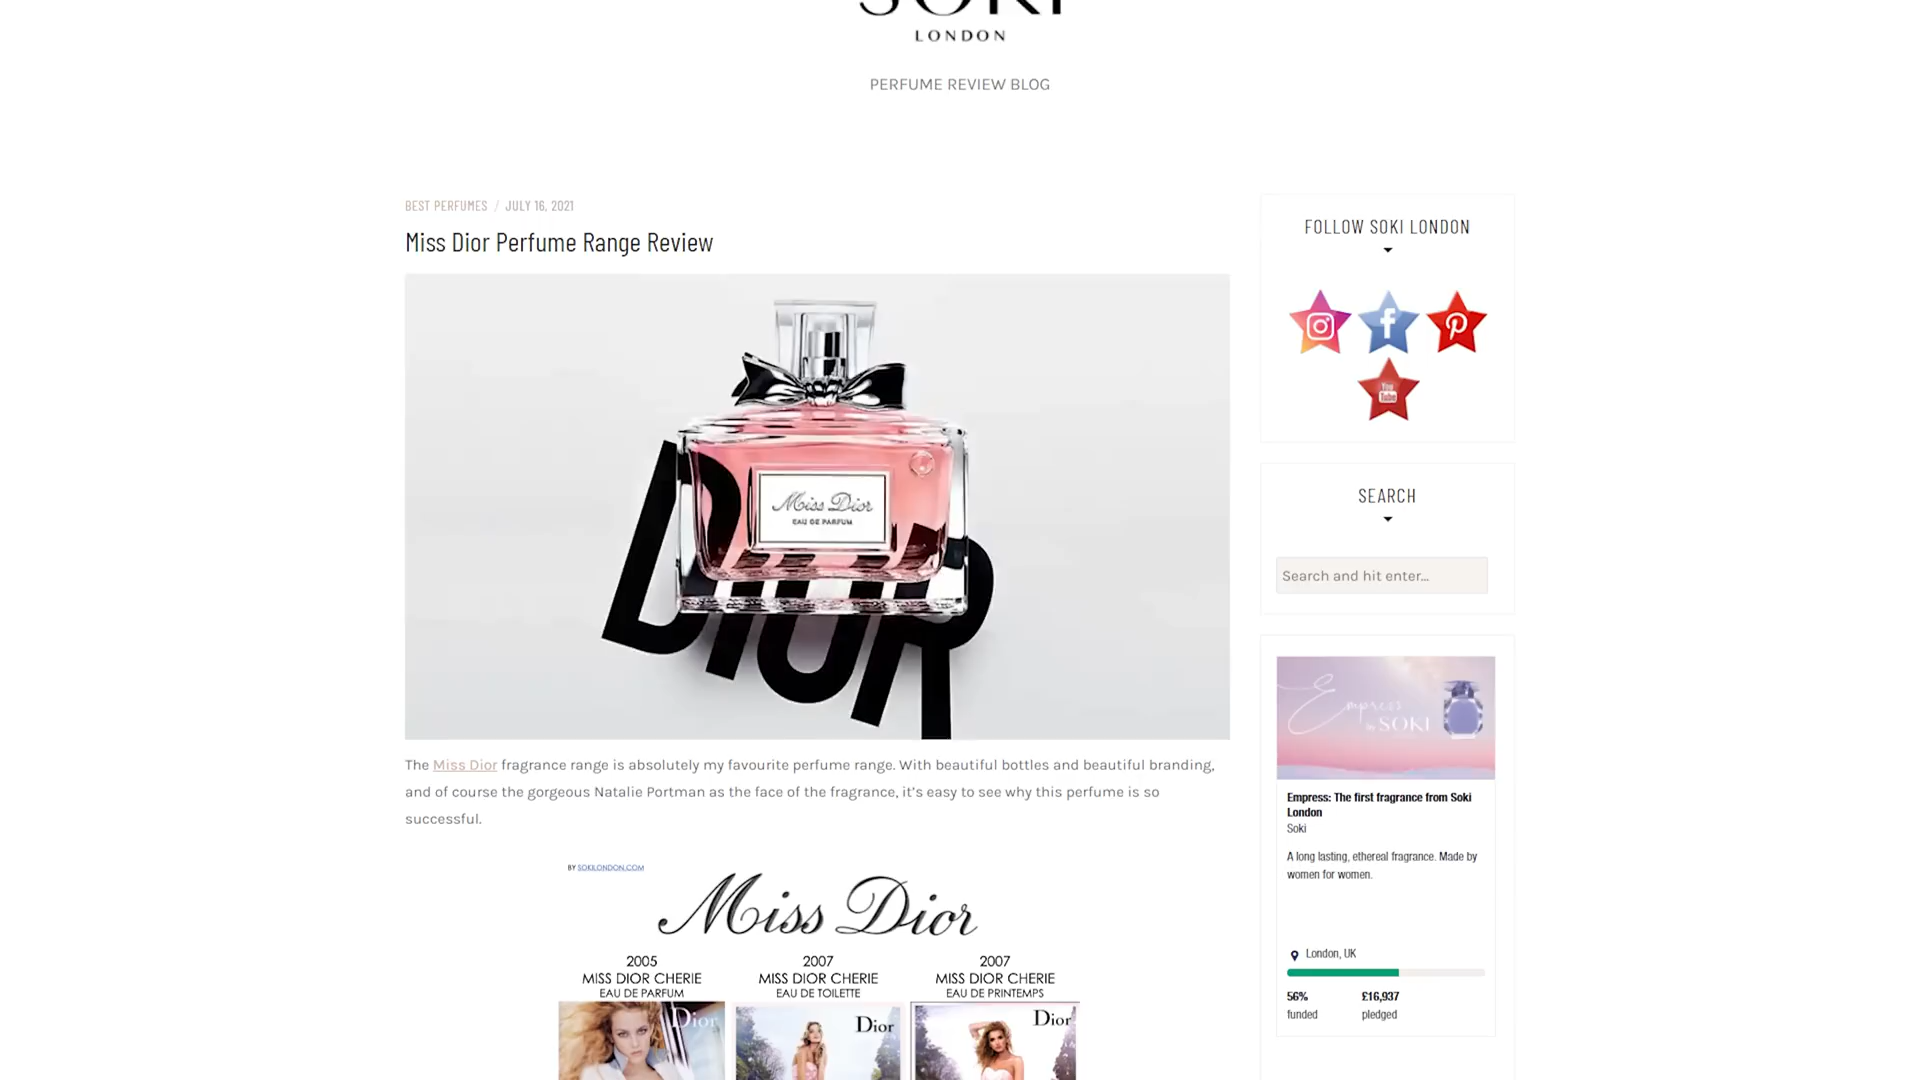 SOKI
LONDON
PERFUME REVIEW BLOG
BEST PERFUMES / JULY 16, 2021
Miss Dior Perfume Range Review
Miss Dior
EAU DE PARFUM
DIOR
The Miss Dior fragrance range is absolutely my favourite perfume range. With beautiful bottles and beautiful branding,
and of course the gorgeous Natalie Portman as the face of the fragrance, it’s easy to see why this perfume is so
successful.
BY SOKILONDON.COM
Miss Dior
2005
MISS DIOR CHERIE
EAU DE PARFUM
Dior
2007
MISS DIOR CHERIE
EAU DE TOILETTE
Dior
2007
MISS DIOR CHERIE
EAU DE PRINTEMPS
Dior
FOLLOW SOKI LONDON
You
Tube
SEARCH
Search and hit enter...
Empress
by SOKI
Empress: The first fragrance from Soki
London
Soki
A long lasting, ethereal fragrance. Made by
women for women.
London, UK
56%
funded
£16,937
pledged